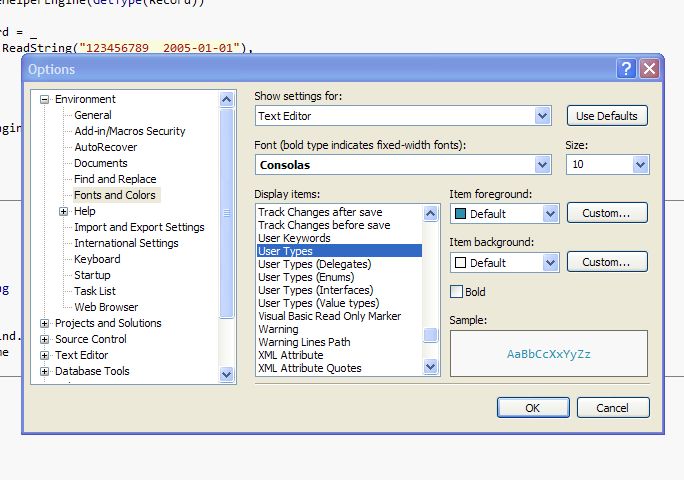 HelperEngine(GetType(Record))
rd = _
ReadString("123456789 2005-01-01"),
Options
Environment
General
Add-in/Macros Security
AutoRecover
Documents
Find and Replace
Fonts and Colors
Help
Import and Export Settings
International Settings
Keyboard
Startup
Task List
Web Browser
Projects and Solutions
Source Control
Text Editor
Database Tools
Show settings for:
Text Editor
Use Defaults
Font (bold type indicates fixed-width fonts):
Size:
Consolas
10
Display items:
Track Changes after save
Track Changes before save
User Keywords
User Types
User Types (Delegates)
User Types (Enums)
User Types (Interfaces)
User Types (Value types)
Visual Basic Read Only Marker
Warning
Warning Lines Path
XML Attribute
XML Attribute Quotes
Item foreground:
Default
Custom...
Item background:
Default
Custom...
Bold
Sample:
AaBbCcXxYyZz
OK
Cancel
ngin
ng
ind.
me